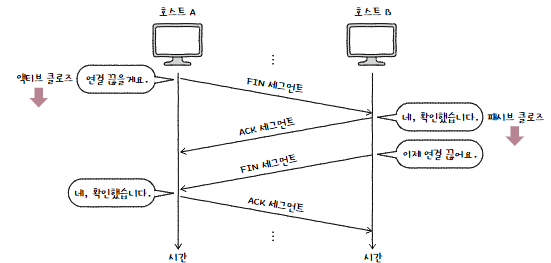 호스트 A
호스트 B
액티브 클로즈
연결 끊을게요.
FIN 세그먼트
네, 확인했습니다.
패시브 클로즈
ACK 세그먼트
이제 연결 끊어요.
FIN 세그먼트
네, 확인했습니다.
ACK 세그먼트
시간
시간